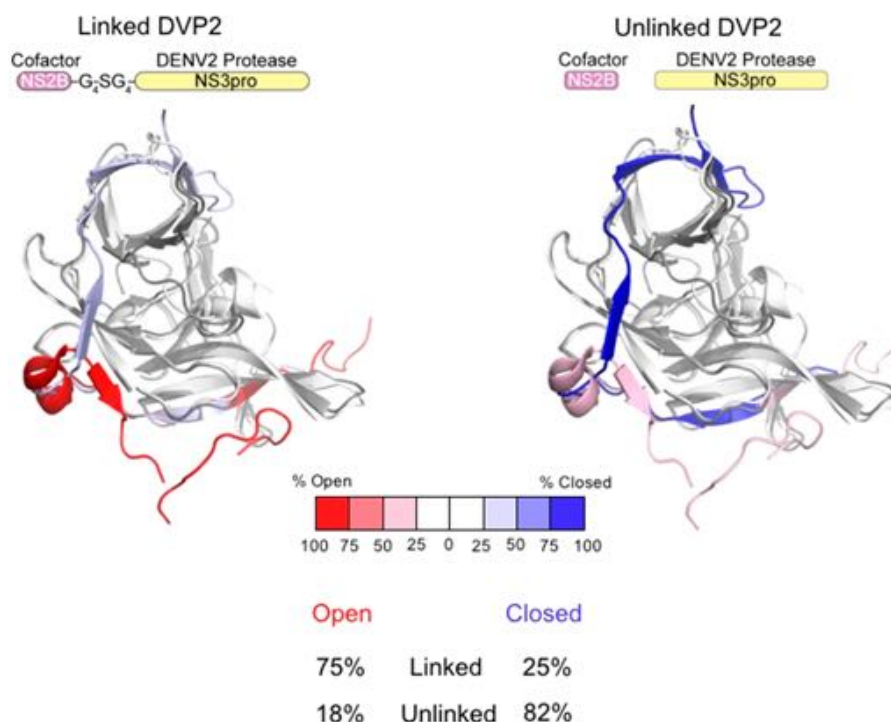 Linked DVP2
Cofactor DENV2 Protease
NS2B G4SG4 NS3pro
Unlinked DVP2
Cofactor DENV2 Protease
NS2B NS3pro
% Open % Closed
100 75 50 25 0 25 50 75 100
Open Closed
75% Linked 25%
18% Unlinked 82%